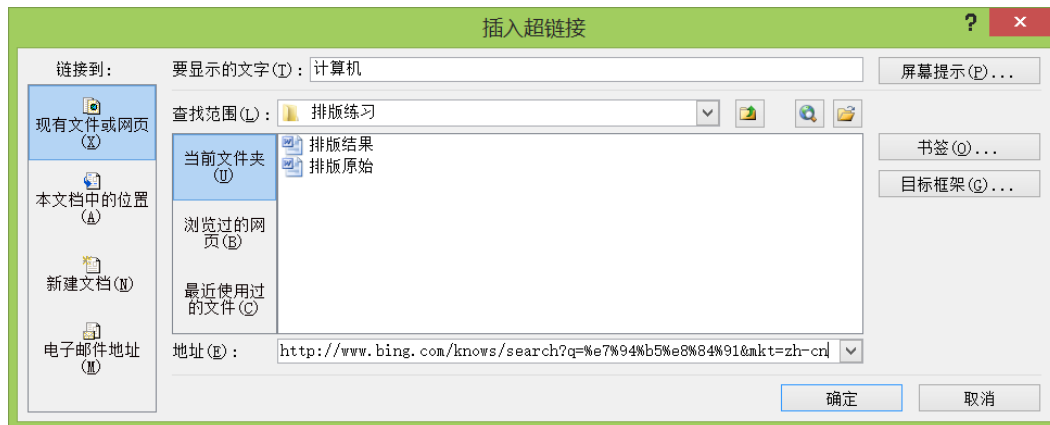 插入超链接
?
×
链接到:
要显示的文字(T): 计算机
屏幕提示(P)...
现有文件或网页(X)
查找范围(L): 排版练习
当前文件夹(U)
排版结果
排版原始
书签(O)...
目标框架(G)...
本文档中的位置(A)
浏览过的网页(B)
新建文档(N)
最近使用过的文件(C)
电子邮件地址(M)
地址(E): http://www.bing.com/knows/search?q=%e7%94%b5%e8%84%91&mkt=zh-cn
确定
取消